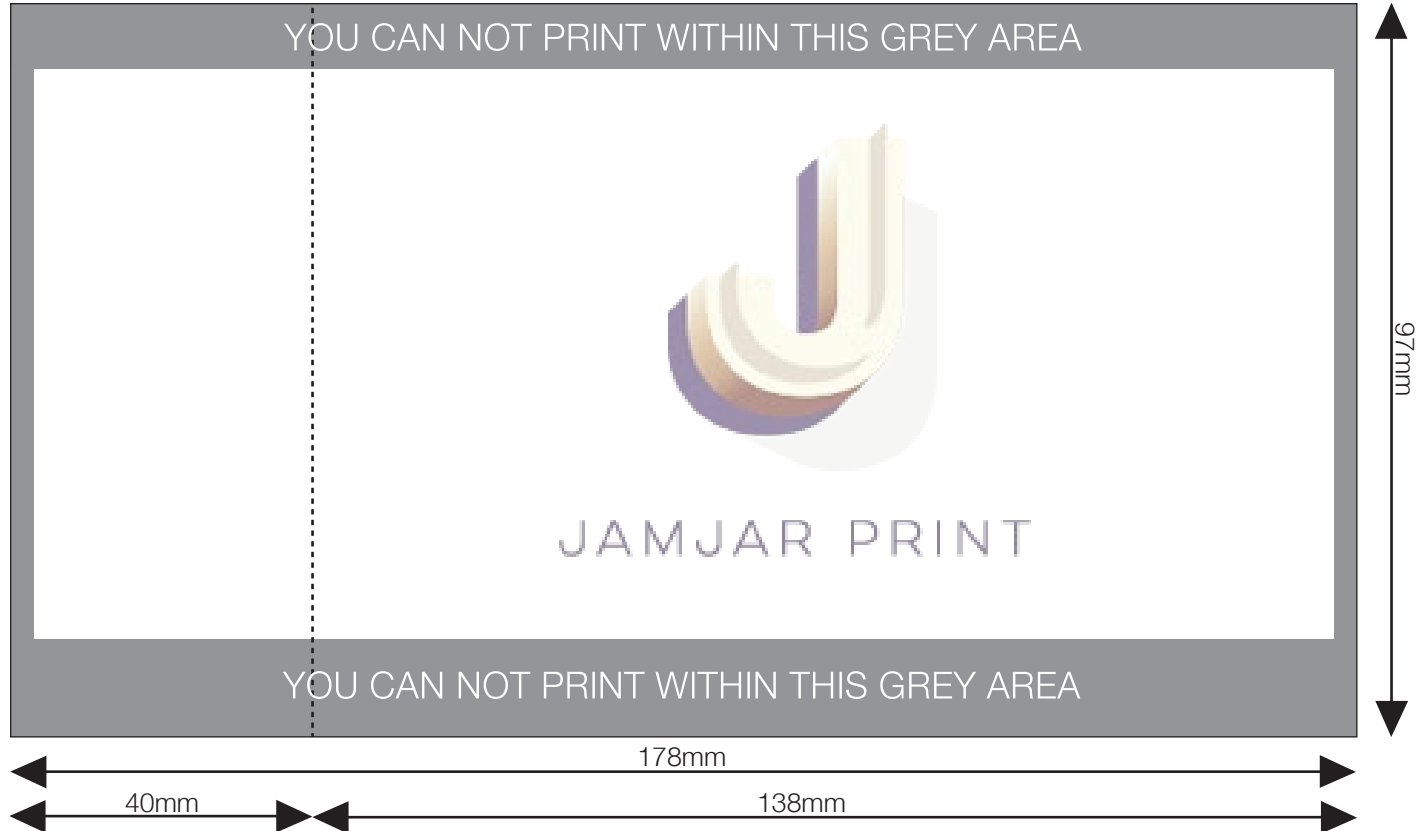 YOU CAN NOT PRINT WITHIN THIS GREY AREA
JAMJAR PRINT
97mm
YOU CAN NOT PRINT WITHIN THIS GREY AREA
178mm
40mm
138mm